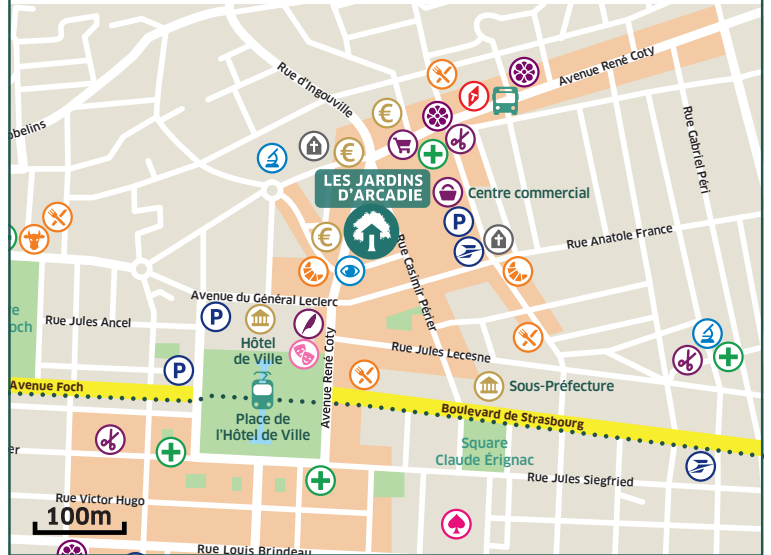 Rue d'Ingouville
Avenue René Coty
obelins
Rue Gabriel Péri
€
€
LES JARDINS
D'ARCADIE
Centre commercial
P
€
Rue Casimir Périer
Rue Anatole France
Avenue du Général Leclerc
re
och
Rue Jules Ancel
P
Hôtel
de Ville
Avenue René Coty
Rue Jules Lecesne
P
Avenue Foch
Sous-Préfecture
Place de
l'Hôtel de Ville
Boulevard de Strasbourg
Square
Claude Érignac
er
Rue Jules Siegfried
Rue Victor Hugo
100m
Rue Louis Brindeau